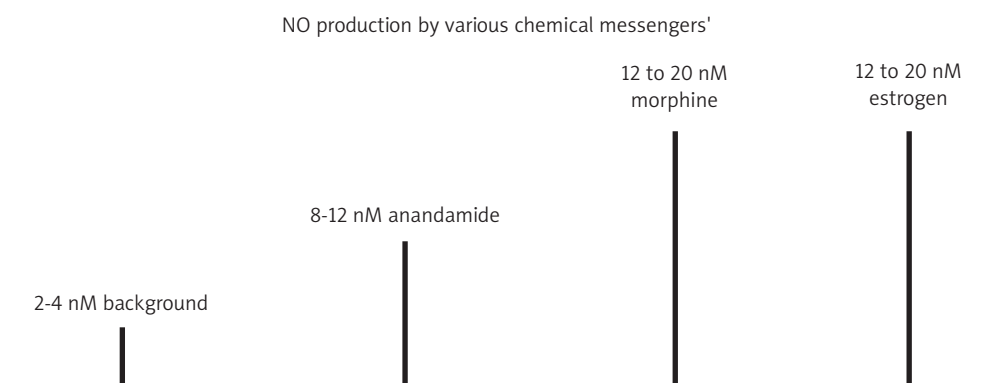 NO production by various chemical messengers'
12 to 20 nM
morphine
12 to 20 nM
estrogen
8-12 nM anandamide
2-4 nM background